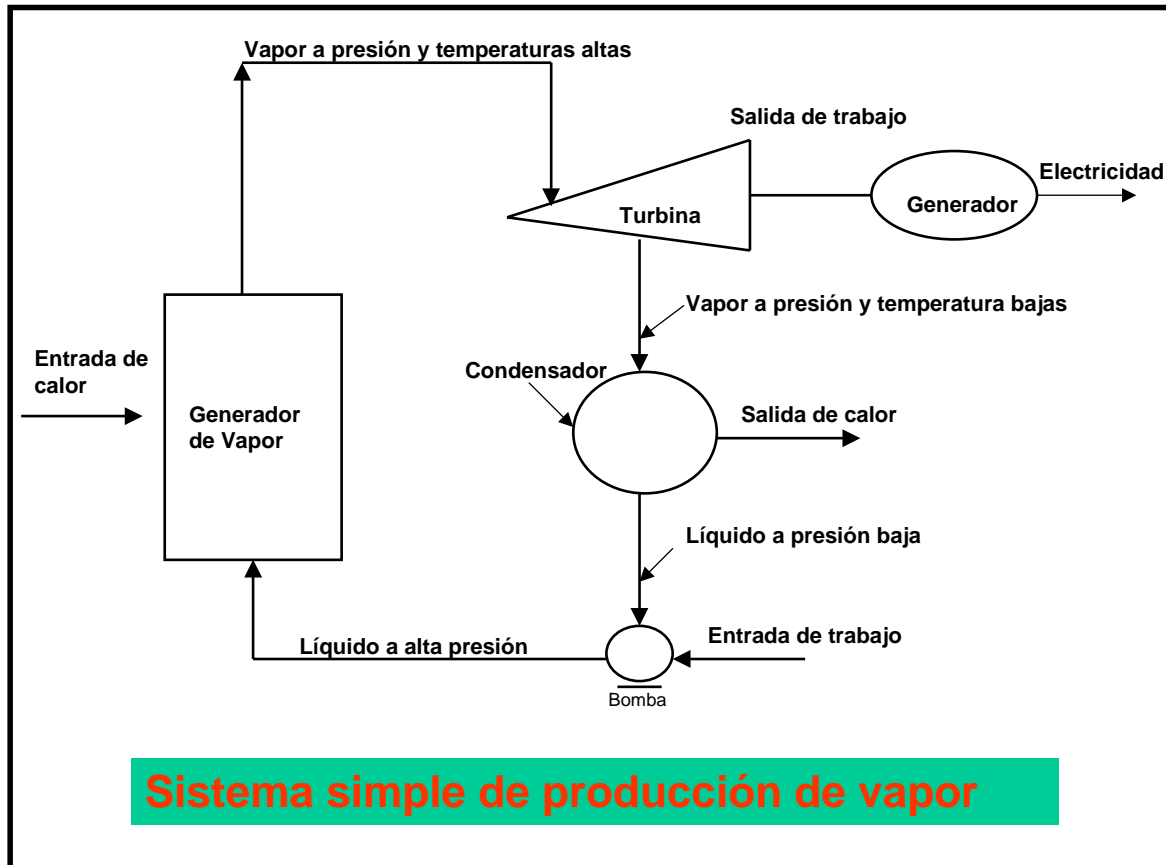 Vapor a presión y temperaturas altas
Salida de trabajo
Electricidad
Turbina
Generador
Vapor a presión y temperatura bajas
Entrada de
calor
Condensador
Generador
de Vapor
Salida de calor
Líquido a presión baja
Líquido a alta presión
Entrada de trabajo
Bomba
Sistema simple de producción de vapor